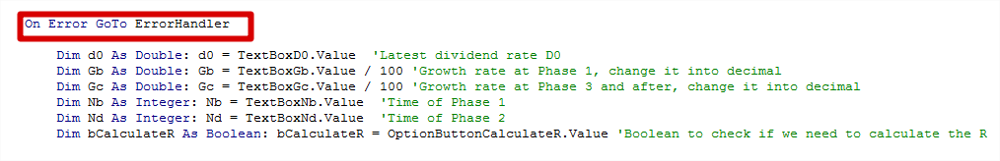 On Error GoTo ErrorHandler
Dim d0 As Double: d0 = TextBoxD0.Value  'Latest dividend rate D0
Dim Gb As Double: Gb = TextBoxGb.Value / 100 'Growth rate at Phase 1, change it into decimal
Dim Gc As Double: Gc = TextBoxGc.Value / 100 'Growth rate at Phase 3 and after, change it into decimal
Dim Nb As Integer: Nb = TextBoxNb.Value  'Time of Phase 1
Dim Nd As Integer: Nd = TextBoxNd.Value  'Time of Phase 2
Dim bCalculateR As Boolean: bCalculateR = OptionButtonCalculateR.Value 'Boolean to check if we need to calculate the R